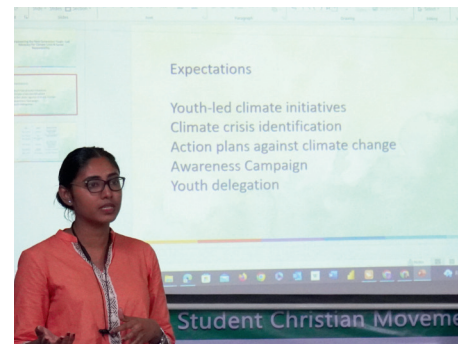 Expectations
Youth-led climate initiatives
Climate crisis identification
Action plans against climate change
Awareness Campaign
Youth delegation
Student Christian Moveme